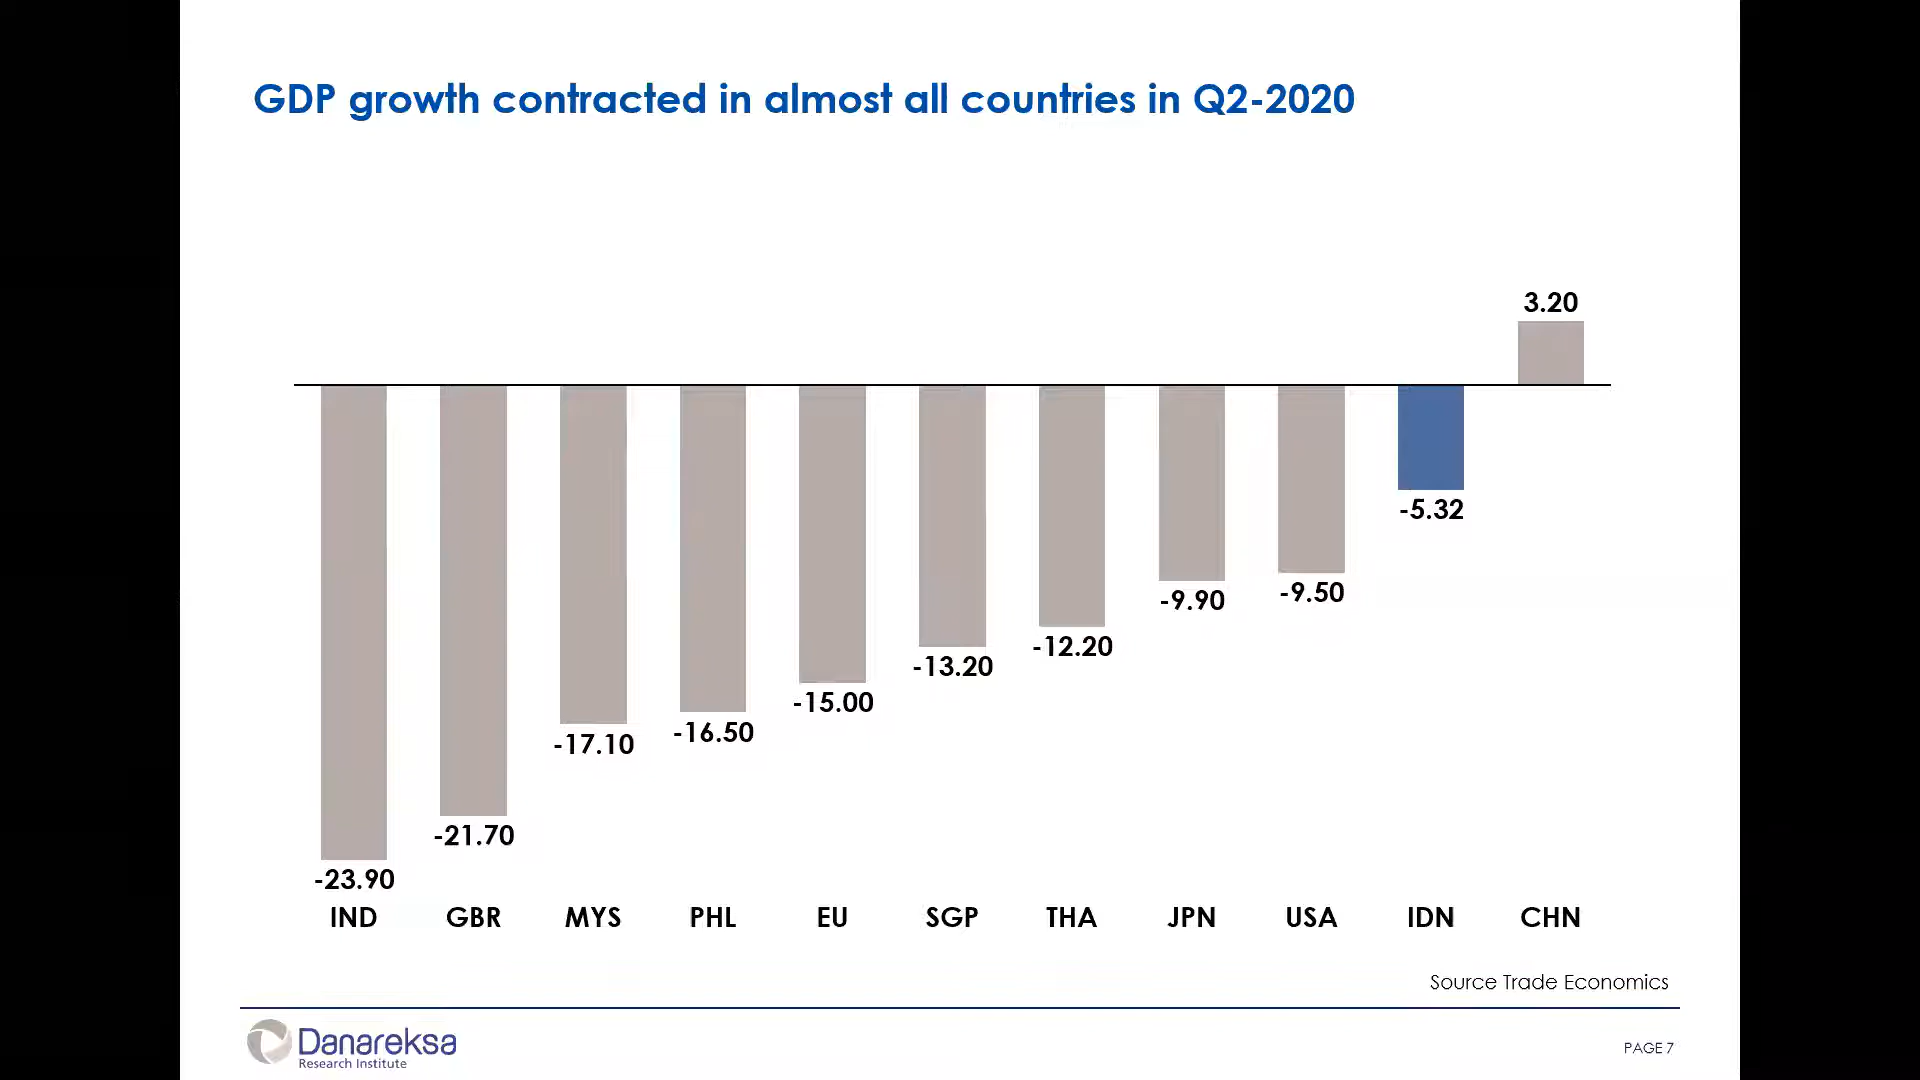 GDP growth contracted in almost all countries in Q2-2020
3.20
-5.32
-9.50
-9.90
-12.20
-13.20
-15.00
-16.50
-17.10
-21.70
-23.90
IND GBR MYS PHL EU SGP THA JPN USA IDN CHN
Source Trade Economics
Danareksa
Research Institute
PAGE 7